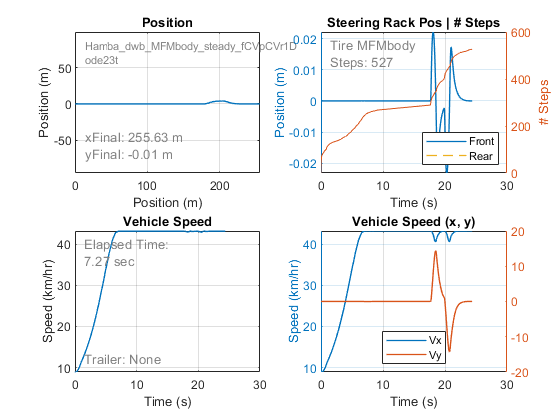 Position
Hamba_dwb_MFMbody_steady_fCVpCVr1D
ode23t
50
0
-50
Position (m)
xFinal: 255.63 m
yFinal: -0.01 m
0 100 200
Position (m)
Steering Rack Pos | # Steps
Tire MFMbody
Steps: 527
0.02
0.01
0
-0.01
-0.02
Position (m)
600
400
200
0
# Steps
Front
Rear
0 10 20 30
Time (s)
Vehicle Speed
Elapsed Time:
7.27 sec
40
30
20
10
Speed (km/hr)
Trailer: None
0 10 20 30
Time (s)
Vehicle Speed (x, y)
40
30
20
10
Speed (km/hr)
20
10
0
-10
-20
Vx
Vy
0 10 20 30
Time (s)